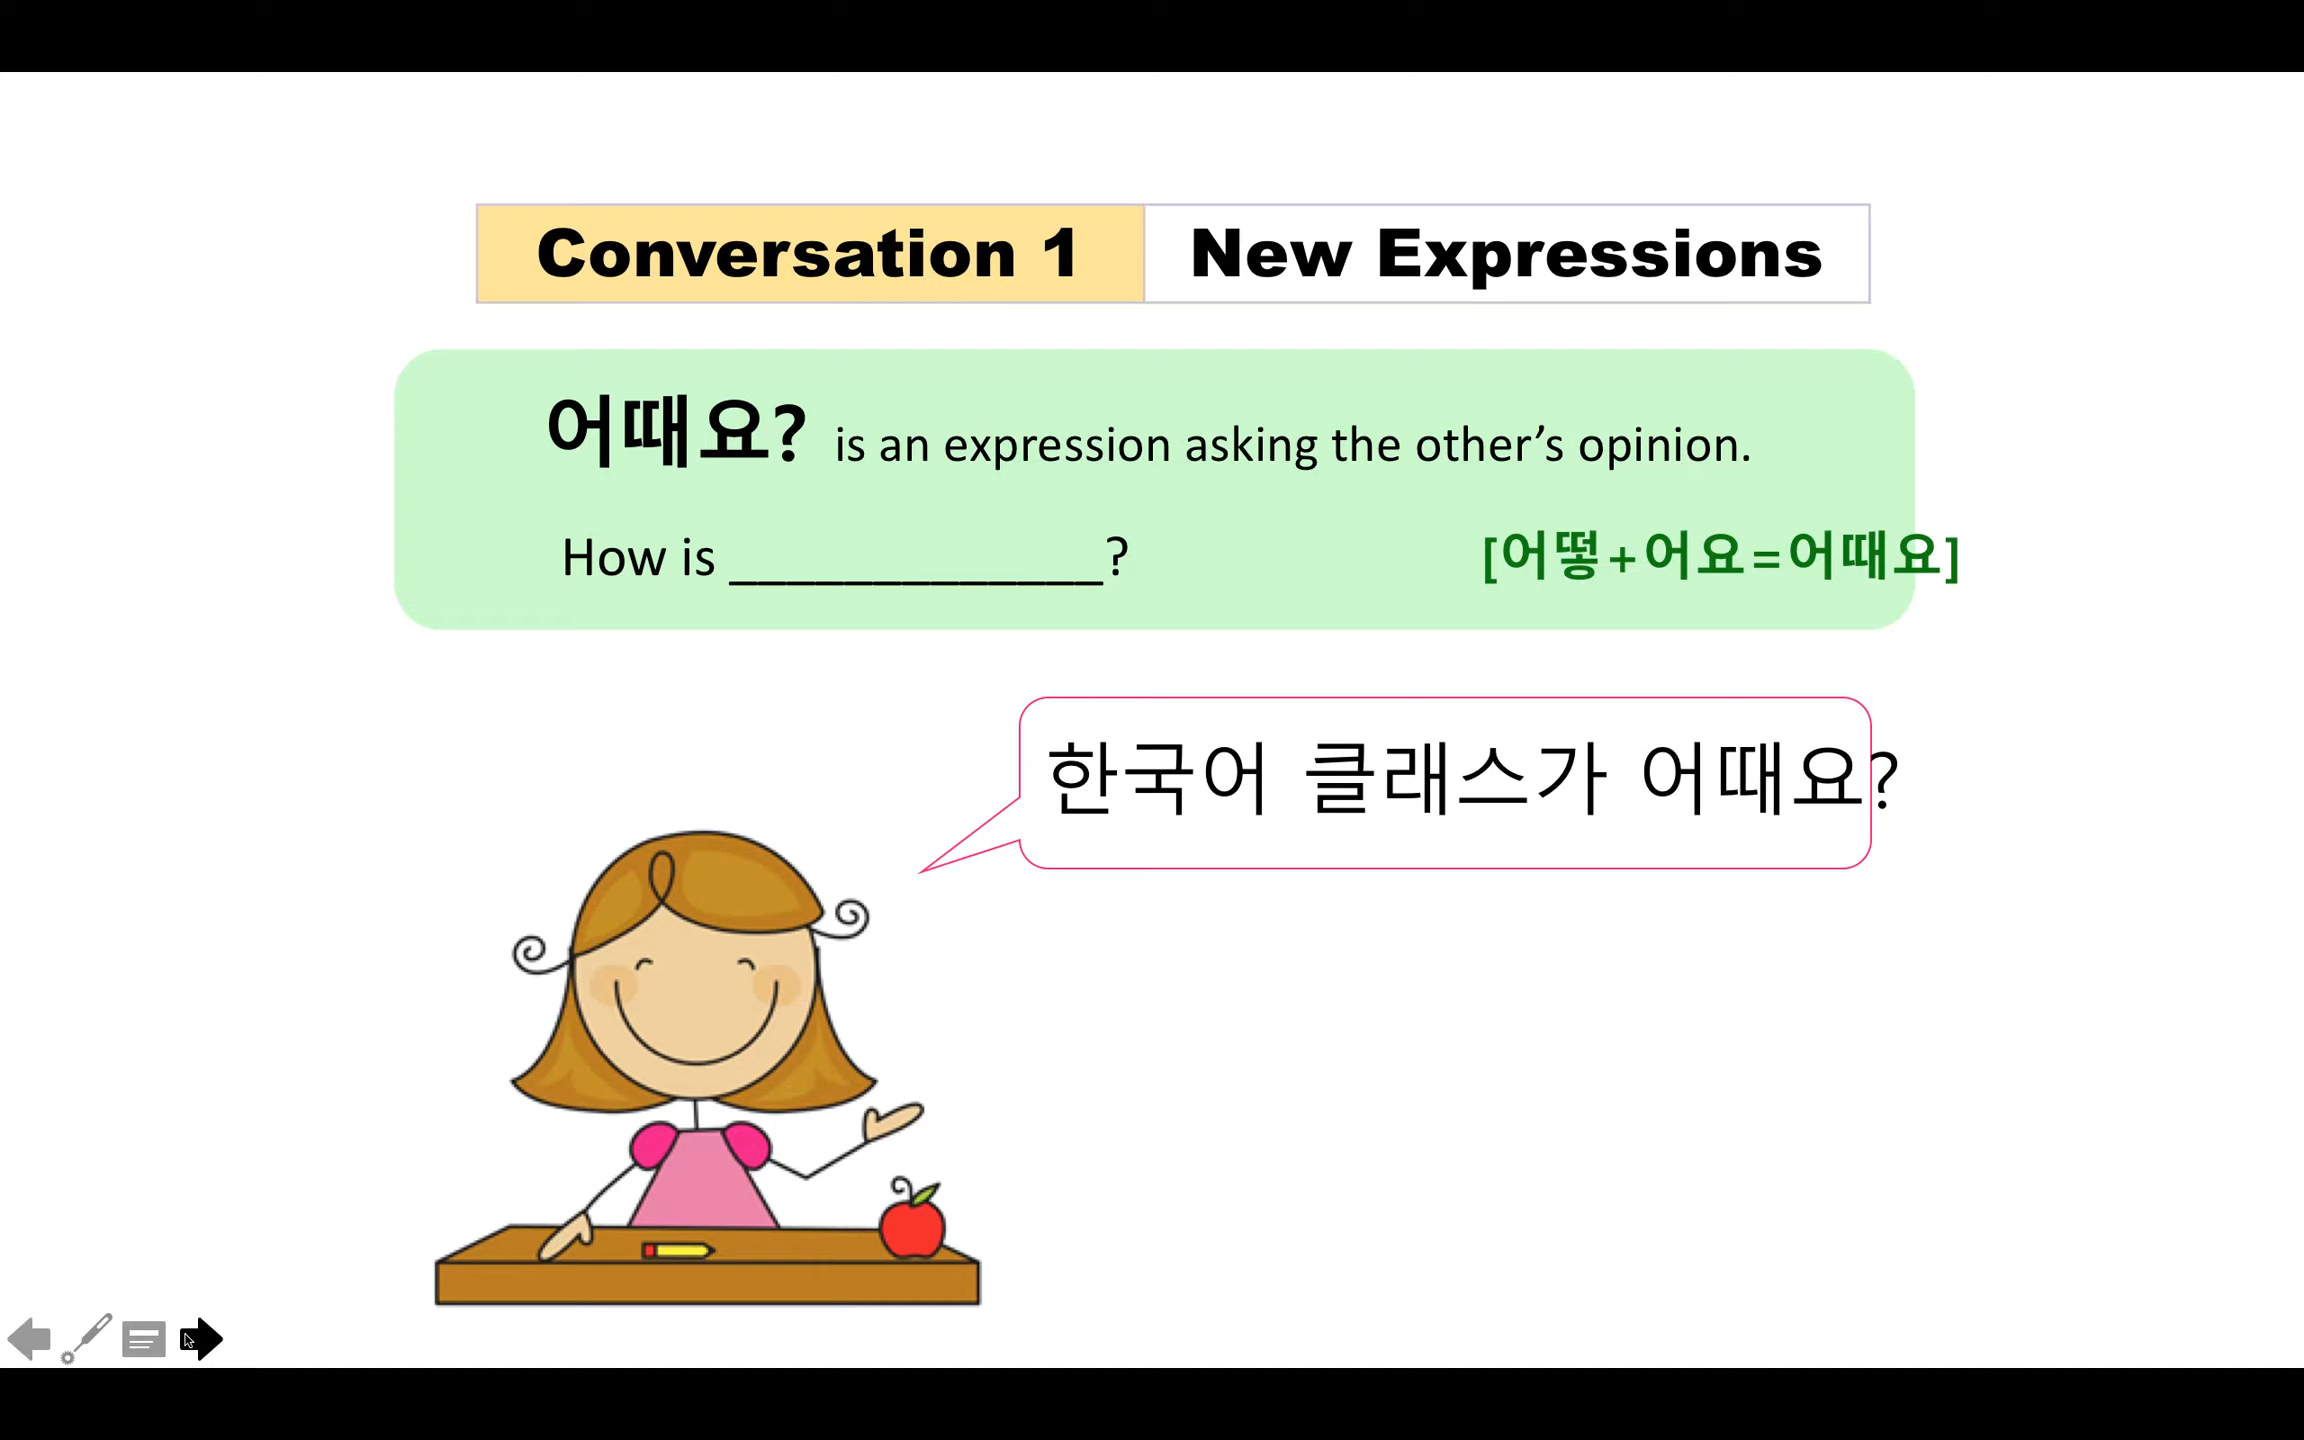 Conversation 1 New Expressions
어때요? is an expression asking the other’s opinion.
How is _____________? [어떻+어요=어때요]
한국어 클래스가 어때요?